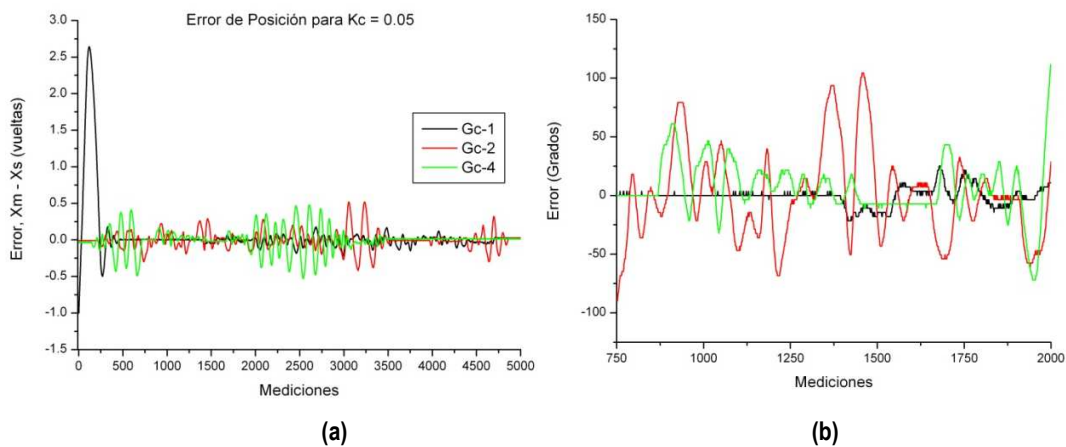 Error de Posición para Kc = 0.05
Error, Xm - Xs (vueltas)
3.0
2.5
2.0
1.5
1.0
0.5
0.0
-0.5
-1.0
-1.5
0 500 1000 1500 2000 2500 3000 3500 4000 4500 5000
Mediciones
Gc-1
Gc-2
Gc-4
(a)
Error (Grados)
150
100
50
0
-50
-100
750 1000 1250 1500 1750 2000
Mediciones
(b)